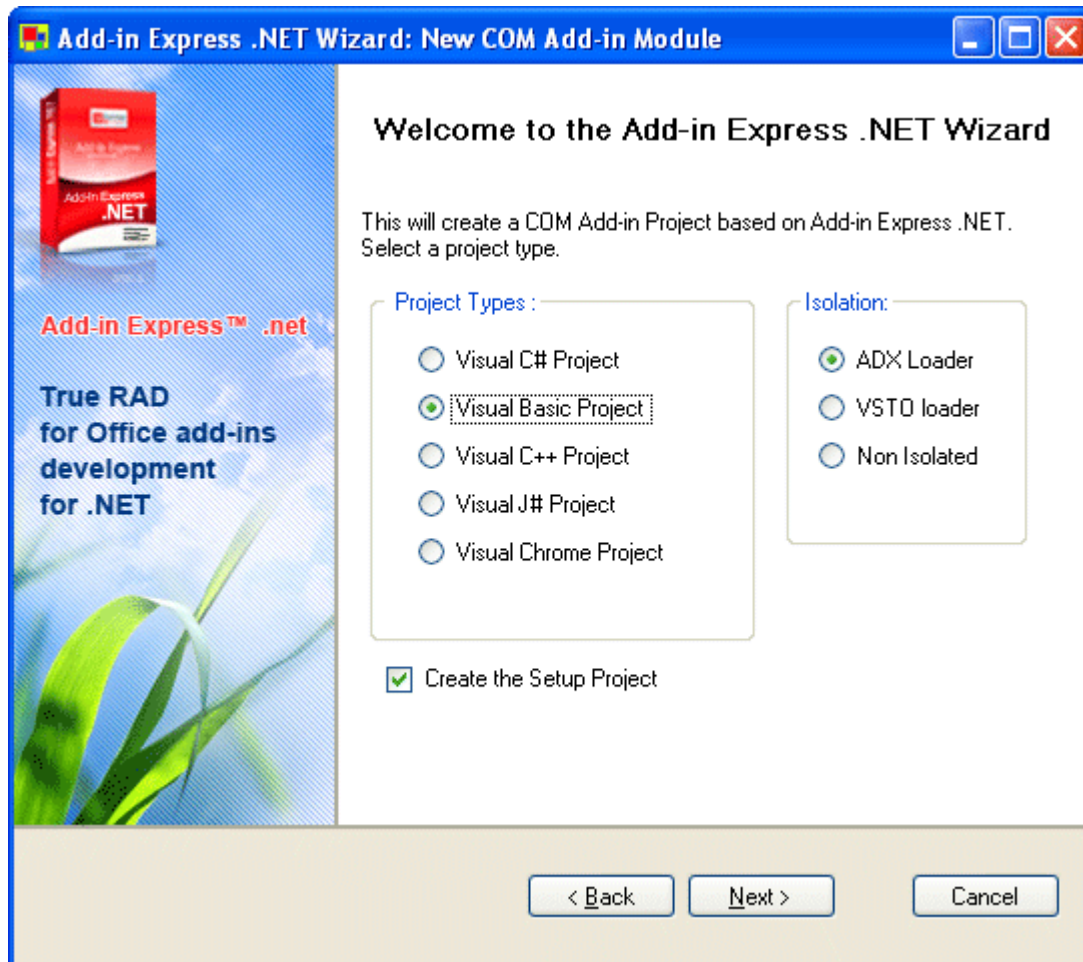 Add-in Express .NET Wizard: New COM Add-in Module
Add-in Express
.NET
Add-in Express™ .net
True RAD
for Office add-ins
development
for .NET
Welcome to the Add-in Express .NET Wizard
This will create a COM Add-in Project based on Add-in Express .NET.
Select a project type.
Project Types :
Visual C# Project
Visual Basic Project
Visual C++ Project
Visual J# Project
Visual Chrome Project
Isolation:
ADX Loader
VSTO loader
Non Isolated
Create the Setup Project
< Back
Next >
Cancel